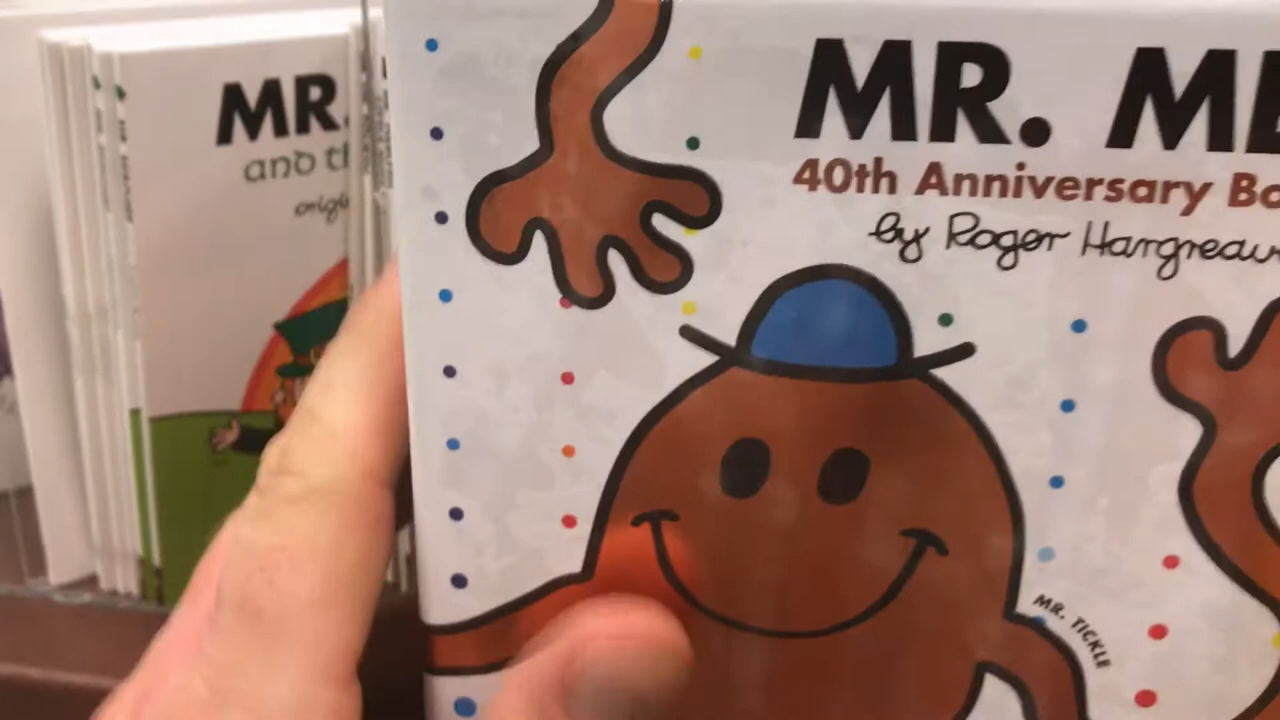 MR.
and th
origi
MR. ME
40th Anniversary Bo
by Roger Hargreav
MR. TICKLE